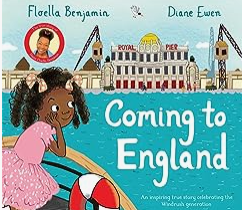 Floella Benjamin
Diane Ewen
ROYAL PIER
Coming to
England
An inspiring true story celebrating the
Windrush generation